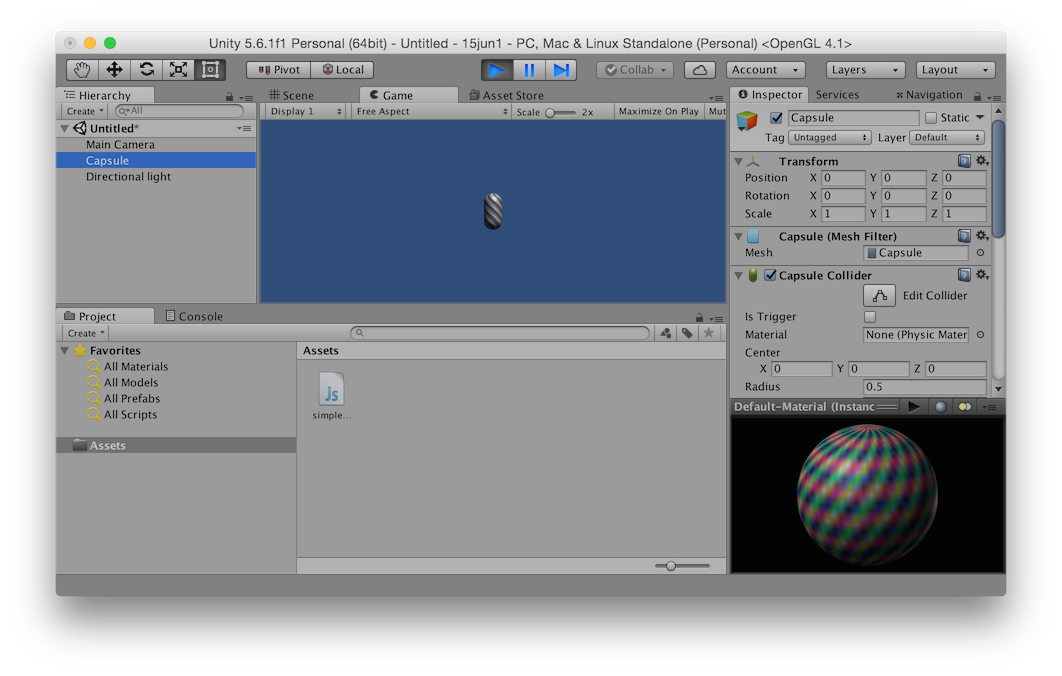 Unity 5.6.1f1 Personal (64bit) - Untitled - 15jun1 - PC, Mac & Linux Standalone (Personal) <OpenGL 4.1>
Pivot Local Collab Account Layers Layout
Hierarchy
Create All
Untitled*
Main Camera
Capsule
Directional light
Scene Game Asset Store
Display 1 Free Aspect Scale 2x Maximize On Play Mut
Inspector Services Navigation
Capsule Static
Tag Untagged Layer Default
Transform
Position X 0 Y 0 Z 0
Rotation X 0 Y 0 Z 0
Scale X 1 Y 1 Z 1
Capsule (Mesh Filter)
Mesh Capsule
Capsule Collider
Edit Collider
Is Trigger
Material None (Physic Mater
Center
X 0 Y 0 Z 0
Radius 0.5
Default-Material (Instanc
Project Console
Create
Favorites
All Materials
All Models
All Prefabs
All Scripts
Assets
Assets
Js
simple...